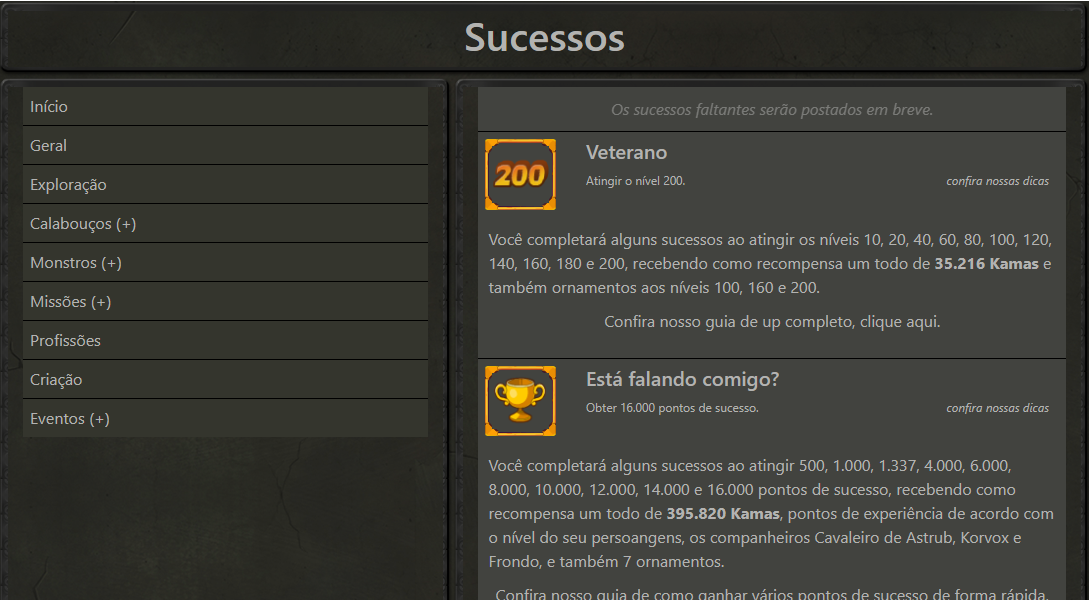 Sucessos
Início
Geral
Exploração
Calabouços (+)
Monstros (+)
Missões (+)
Profissões
Criação
Eventos (+)
Os sucessos faltantes serão postados em breve.
200
Veterano
Atingir o nível 200.
confira nossas dicas
Você completará alguns sucessos ao atingir os níveis 10, 20, 40, 60, 80, 100, 120,
140, 160, 180 e 200, recebendo como recompensa um todo de 35.216 Kamas e
também ornamentos aos níveis 100, 160 e 200.
Confira nosso guia de up completo, clique aqui.
Está falando comigo?
Obter 16.000 pontos de sucesso.
confira nossas dicas
Você completará alguns sucessos ao atingir 500, 1.000, 1.337, 4.000, 6.000,
8.000, 10.000, 12.000, 14.000 e 16.000 pontos de sucesso, recebendo como
recompensa um todo de 395.820 Kamas, pontos de experiência de acordo com
o nível do seu persoangens, os companheiros Cavaleiro de Astrub, Korvox e
Frondo, e também 7 ornamentos.
Confira nosso guia de como ganhar vários pontos de sucesso de forma rápida,